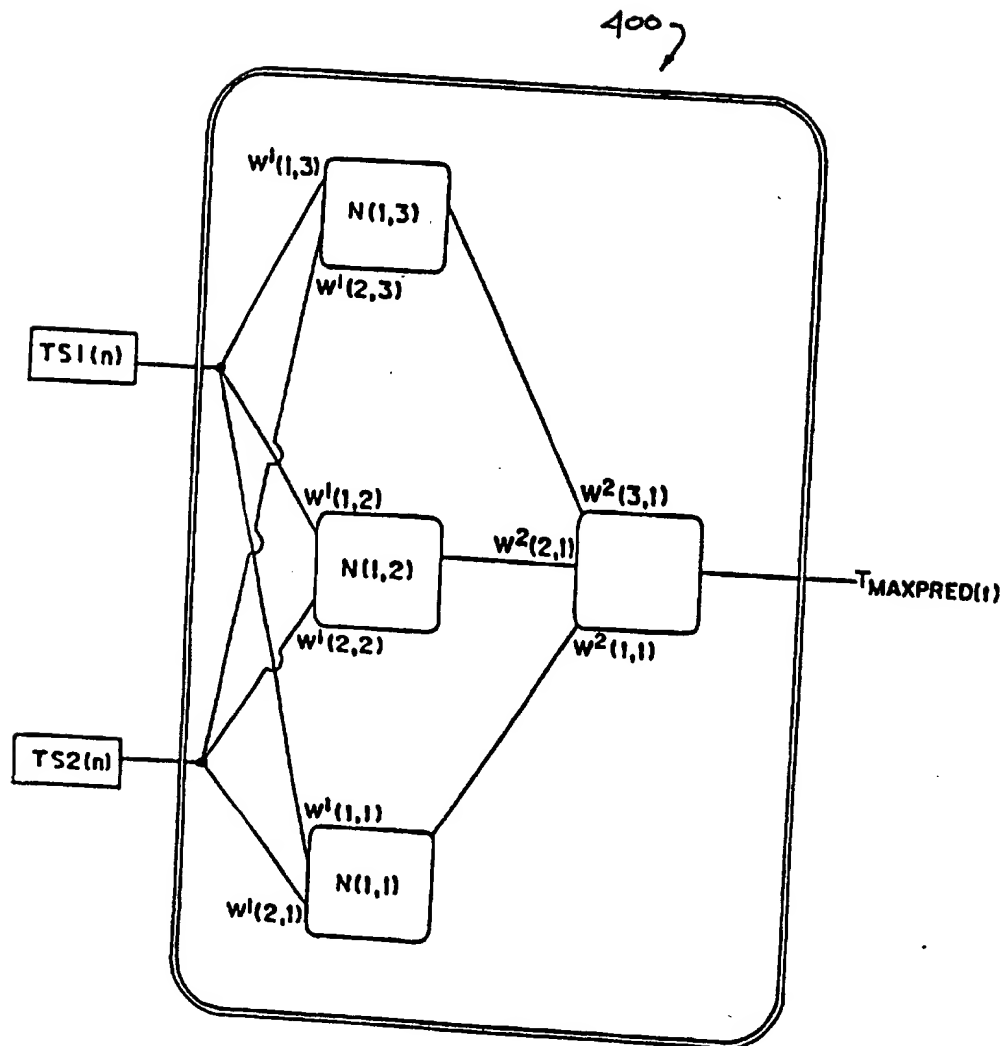 400
W¹(1,3)
N(1,3)
W¹(2,3)
TS1(n)
W¹(1,2)
W²(3,1)
W²(2,1)
N(1,2)
TMAXPRED(t)
W¹(2,2)
W²(1,1)
TS2(n)
W¹(1,1)
N(1,1)
W¹(2,1)